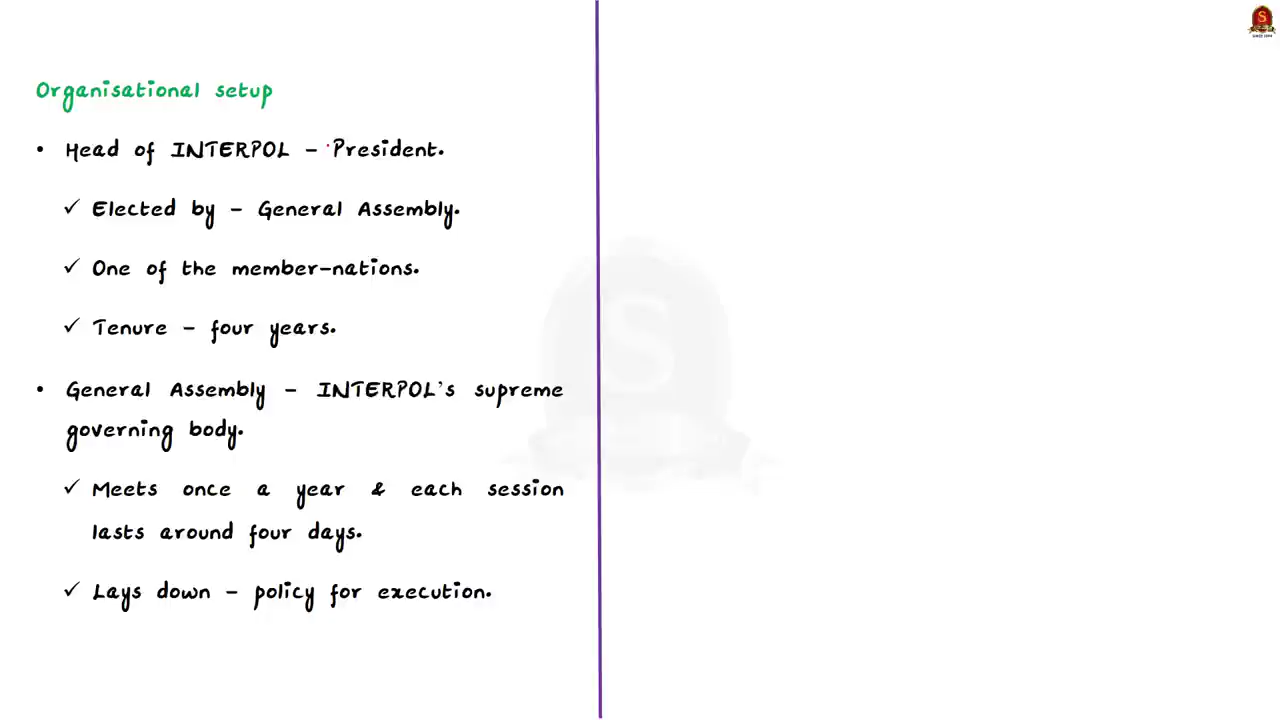 Organisational setup
• Head of INTERPOL – President.
✓ Elected by – General Assembly.
✓ One of the member-nations.
✓ Tenure – four years.
• General Assembly – INTERPOL's supreme
governing body.
✓ Meets once a year & each session
lasts around four days.
✓ Lays down – policy for execution.
S
S